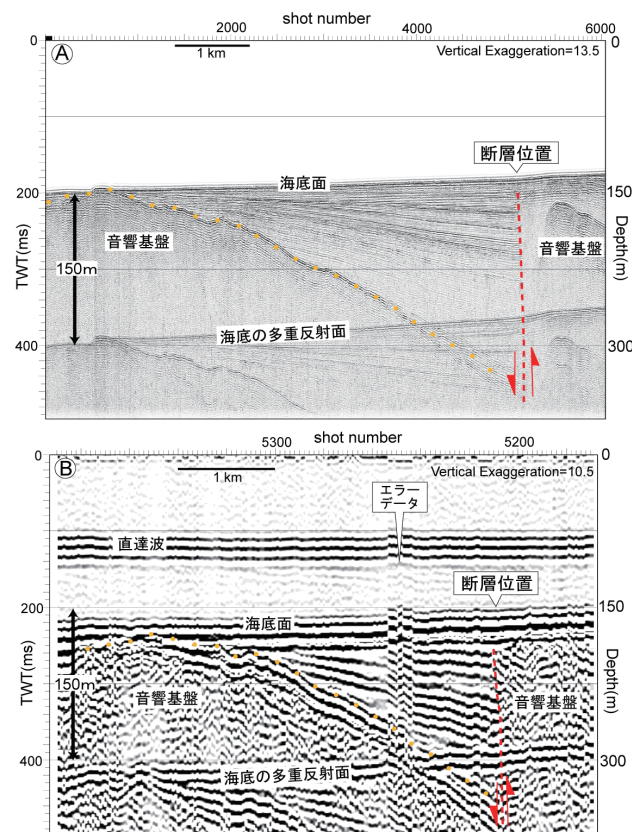 shot number
2000
4000
6000
A
1 km
Vertical Exaggeration=13.5
0
0
断層位置
海底面
200
150
音響基盤
音響基盤
150m
TWT(ms)
Depth(m)
海底の多重反射面
400
300
shot number
5300
5200
B
0
0
1 km
Vertical Exaggeration=10.5
エラー
データ
直達波
断層位置
200
150
海底面
150m
音響基盤
音響基盤
TWT(ms)
Depth(m)
400
300
海底の多重反射面